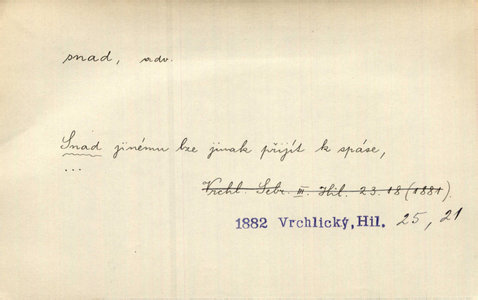 snad, adv.
Snad jinému lze jinak přijít k spáse,
...
Vrchl. Sebr. III. Hil. 23. 18 (1881)
1882 Vrchlický, Hil. 25, 21